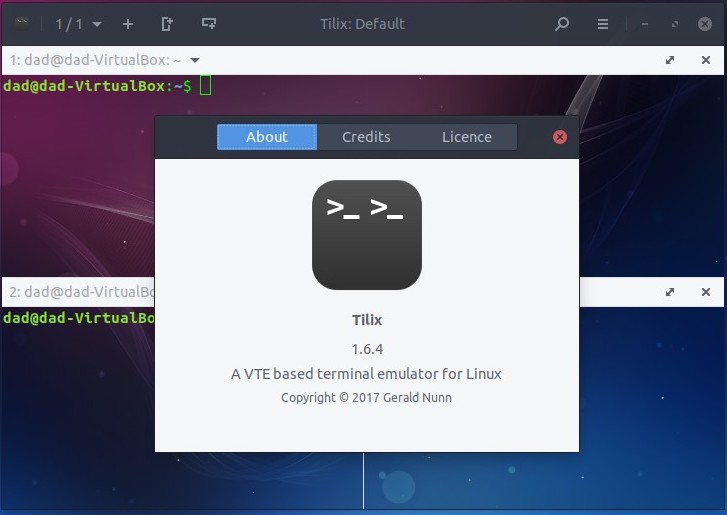 1 / 1
Tilix: Default
1: dad@dad-VirtualBox: ~
dad@dad-VirtualBox:~$
About Credits Licence
>_ >_
2: dad@dad-VirtualBo
dad@dad-VirtualBo
Tilix
1.6.4
A VTE based terminal emulator for Linux
Copyright © 2017 Gerald Nunn